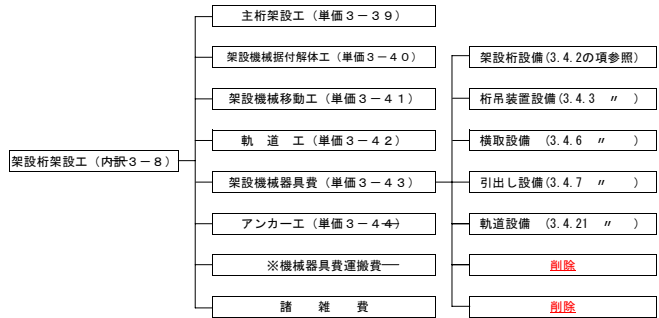 主桁架設工（単価３－３９）
架設機械据付解体工（単価３－４０）
架設桁設備(3.4.2の項参照）
架設機械移動工（単価３－４１）
桁吊装置設備(3.4.3　〃　）
軌　道　工（単価３－４２）
横取設備　(3.4.6　〃　　）
架設桁架設工（内訳３－８）
架設機械器具費（単価３－４３）
引出し設備(3.4.7　〃　　）
アンカー工（単価３－４４）
軌道設備　(3.4.21　〃　）
※機械器具費運搬費
削除
諸　雑　費
削除